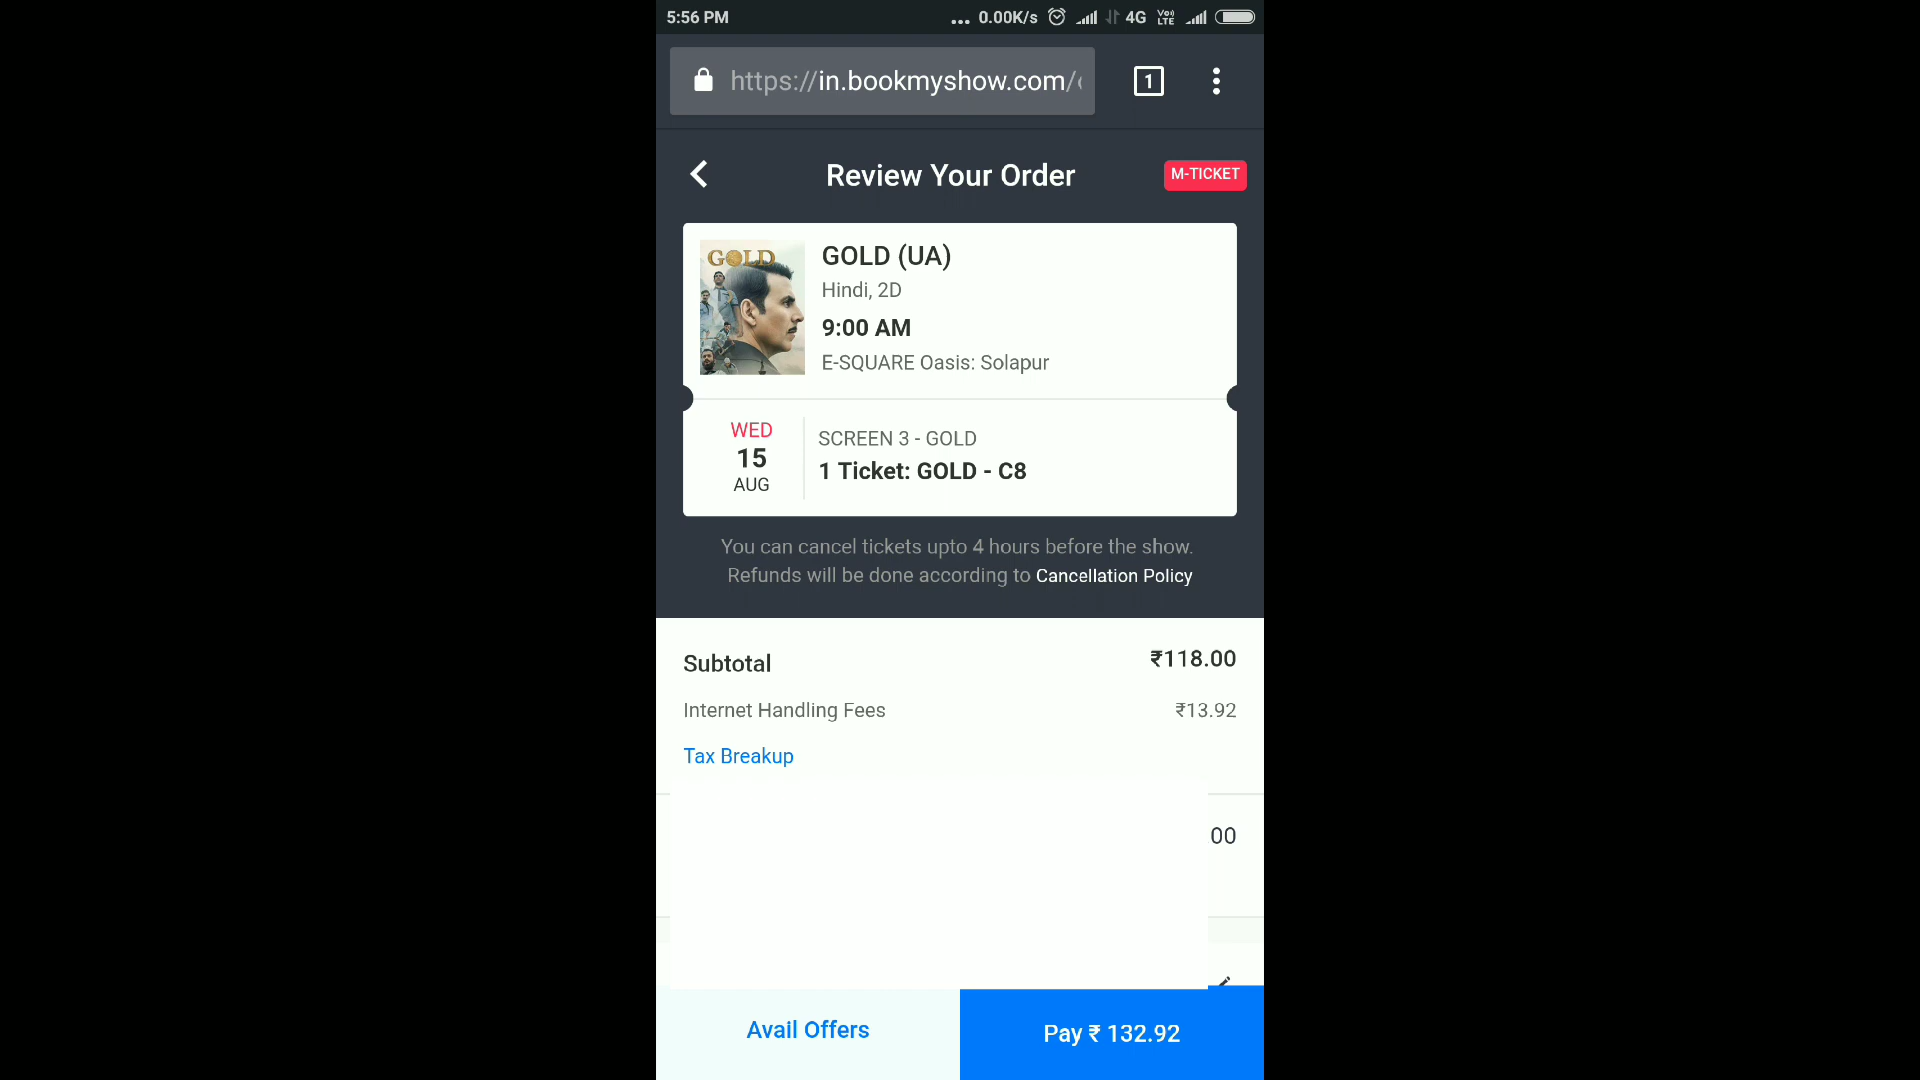 5:56 PM
... 0.00K/s 4G VoLTE
https://in.bookmyshow.com/
1
Review Your Order
M-TICKET
GOLD
GOLD (UA)
Hindi, 2D
9:00 AM
E-SQUARE Oasis: Solapur
WED
15
AUG
SCREEN 3 - GOLD
1 Ticket: GOLD - C8
You can cancel tickets upto 4 hours before the show.
Refunds will be done according to Cancellation Policy
Subtotal
₹118.00
Internet Handling Fees
₹13.92
Tax Breakup
00
Avail Offers
Pay ₹ 132.92